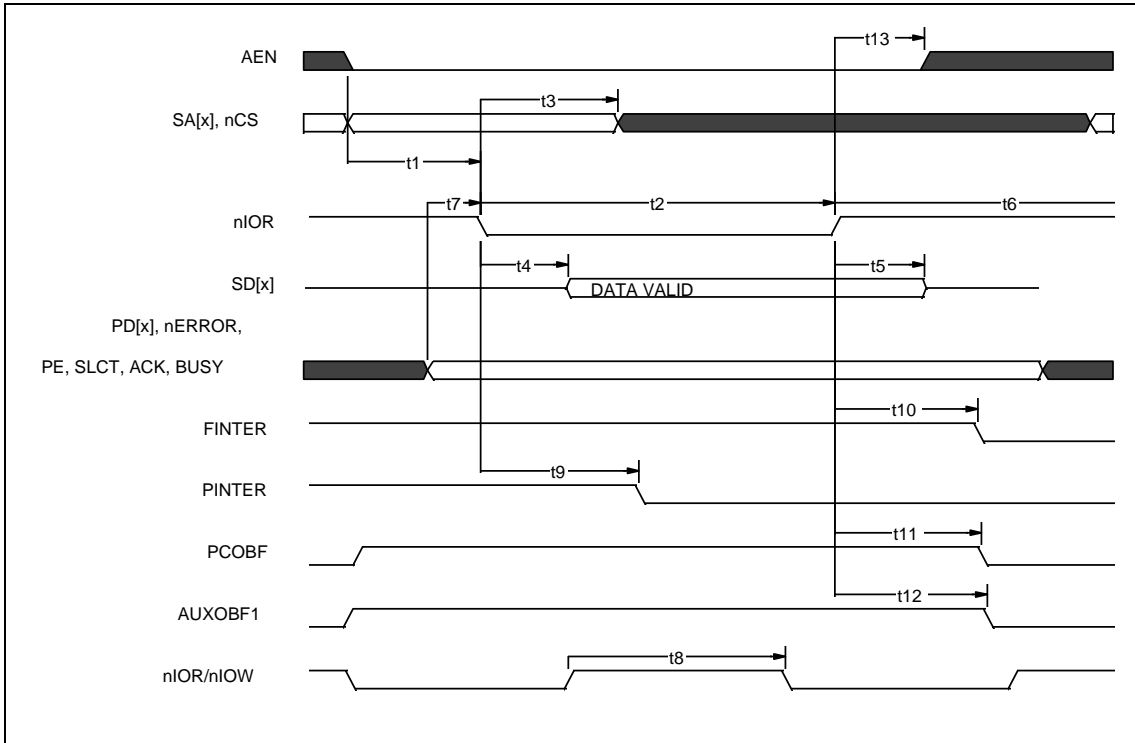 t13
AEN
t3
SA[x], nCS
t1
t7
t2
t6
nIOR
t4
t5
SD[x]
DATA VALID
PD[x], nERROR,
PE, SLCT, ACK, BUSY
t10
FINTER
t9
PINTER
t11
PCOBF
t12
AUXOBF1
t8
nIOR/nIOW